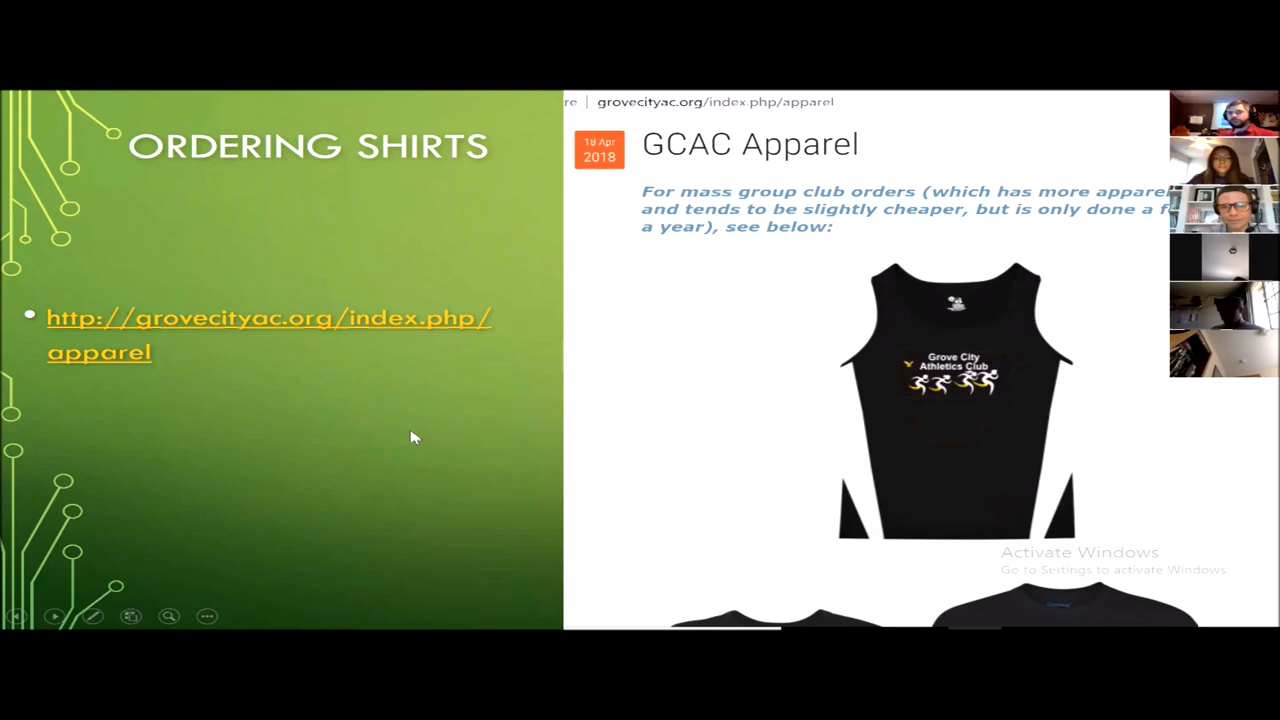 ORDERING SHIRTS
http://grovecityac.org/index.php/
apparel
re | grovecityac.org/index.php/apparel
18 Apr
2018
GCAC Apparel
For mass group club orders (which has more apparel
and tends to be slightly cheaper, but is only done a f
a year), see below:
Grove City
Athletics Club
Activate Windows
Go to Settings to activate Windows.